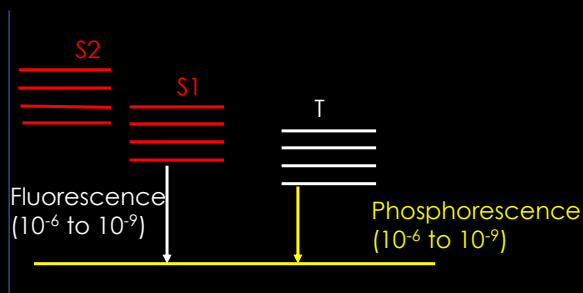 S2
S1
T
Fluorescence
(10⁻⁶ to 10⁻⁹)
Phosphorescence
(10⁻⁶ to 10⁻⁹)